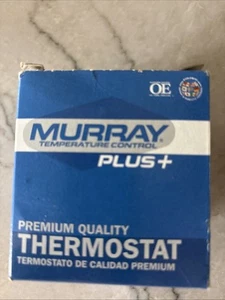 OE
MURRAY
TEMPERATURE CONTROL
PLUS+
PREMIUM QUALITY
THERMOSTAT
TERMOSTATO DE CALIDAD PREMIUM